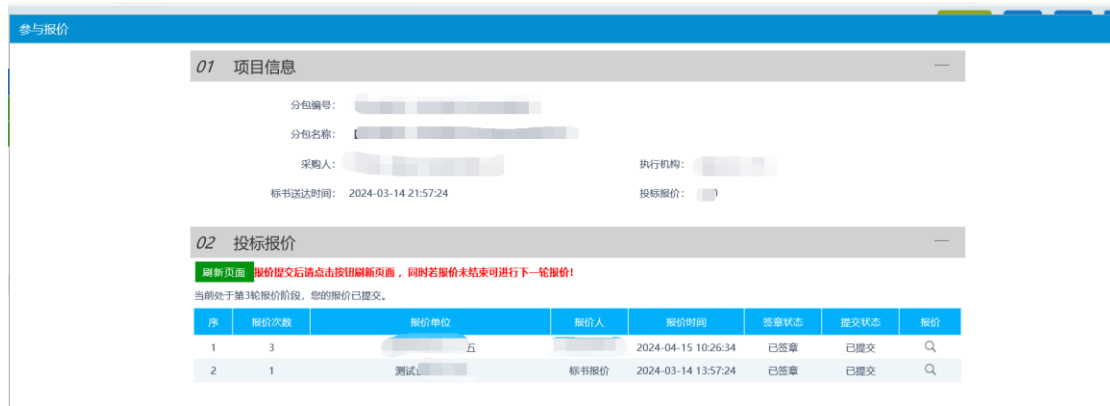 参与报价
01 项目信息
分包编号：
分包名称：
采购人： 执行机构：
标书送达时间： 2024-03-14 21:57:24 投标报价：
02 投标报价
刷新页面 报价提交后请点击按钮刷新页面，同时若报价未结束可进行下一轮报价！
当前处于第3轮报价阶段，您的报价已提交。
序 报价次数 报价单位 报价人 报价时间 签章状态 提交状态 报价
1 3 五 2024-04-15 10:26:34 已签章 已提交
2 1 测试 标书报价 2024-03-14 13:57:24 已签章 已提交